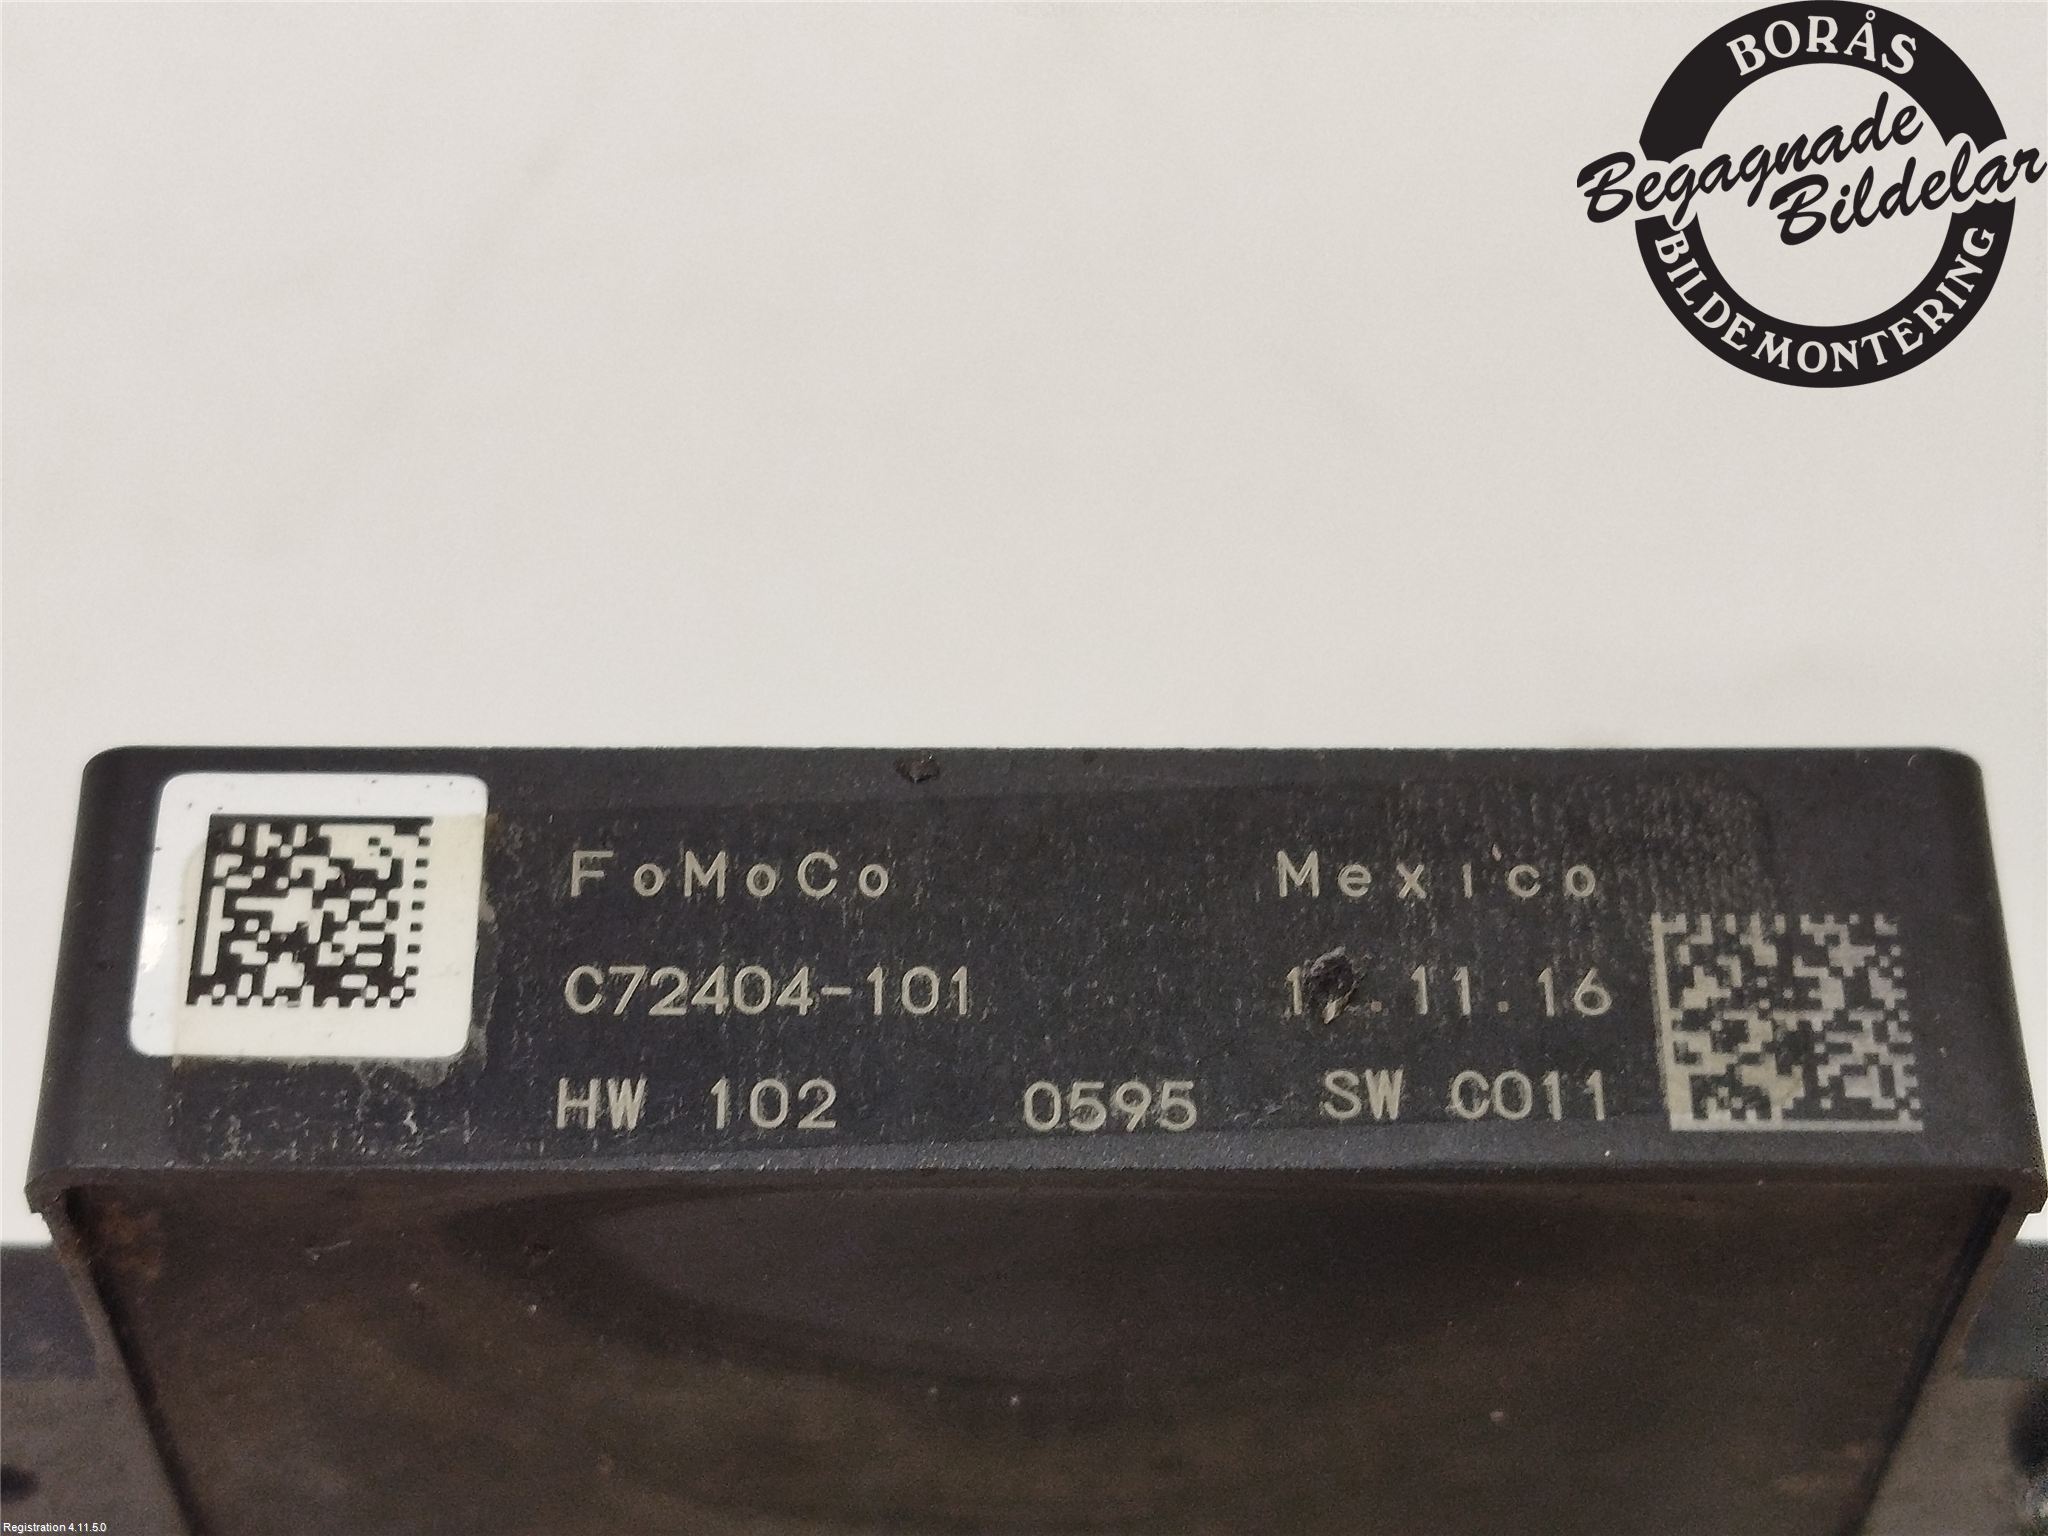 BORÅS
Begagnade
Bildelar
BILDEMONTERING
FoMoCo Mexico
C72404-101 .11.16
HW 102 0595 SW C011
Registration 4.11.5.0